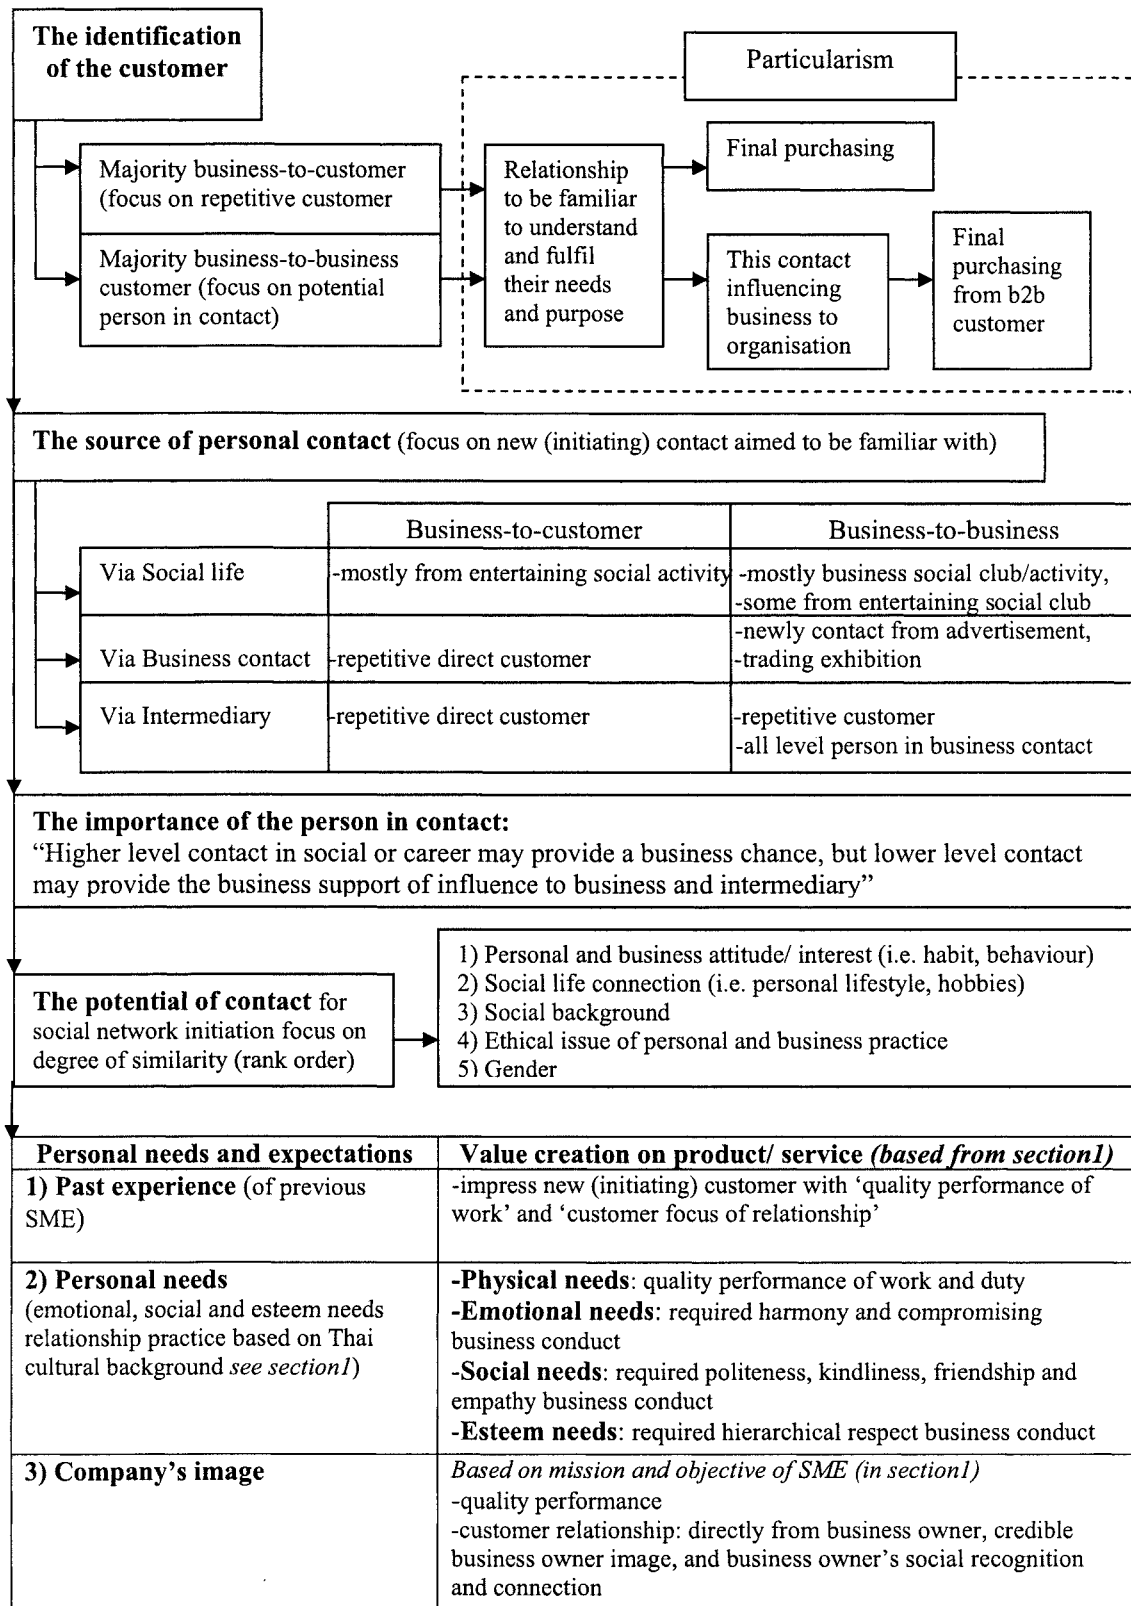 The identification
of the customer
Particularism
Majority business-to-customer
(focus on repetitive customer
Majority business-to-business
customer (focus on potential
person in contact)
Relationship
to be familiar
to understand
and fulfil
their needs
and purpose
Final purchasing
This contact
influencing
business to
organisation
Final
purchasing
from b2b
customer
The source of personal contact (focus on new (initiating) contact aimed to be familiar with)
Business-to-customer
Business-to-business
Via Social life
-mostly from entertaining social activity
-mostly business social club/activity,
-some from entertaining social club
Via Business contact
-repetitive direct customer
-newly contact from advertisement,
-trading exhibition
Via Intermediary
-repetitive direct customer
-repetitive customer
-all level person in business contact
The importance of the person in contact:
“Higher level contact in social or career may provide a business chance, but lower level contact
may provide the business support of influence to business and intermediary”
The potential of contact for
social network initiation focus on
degree of similarity (rank order)
1) Personal and business attitude/ interest (i.e. habit, behaviour)
2) Social life connection (i.e. personal lifestyle, hobbies)
3) Social background
4) Ethical issue of personal and business practice
5) Gender
Personal needs and expectations
Value creation on product/ service (based from section1)
1) Past experience (of previous
SME)
-impress new (initiating) customer with ‘quality performance of
work’ and ‘customer focus of relationship’
2) Personal needs
(emotional, social and esteem needs
relationship practice based on Thai
cultural background see section1)
-Physical needs: quality performance of work and duty
-Emotional needs: required harmony and compromising
business conduct
-Social needs: required politeness, kindliness, friendship and
empathy business conduct
-Esteem needs: required hierarchical respect business conduct
3) Company’s image
Based on mission and objective of SME (in section1)
-quality performance
-customer relationship: directly from business owner, credible
business owner image, and business owner’s social recognition
and connection